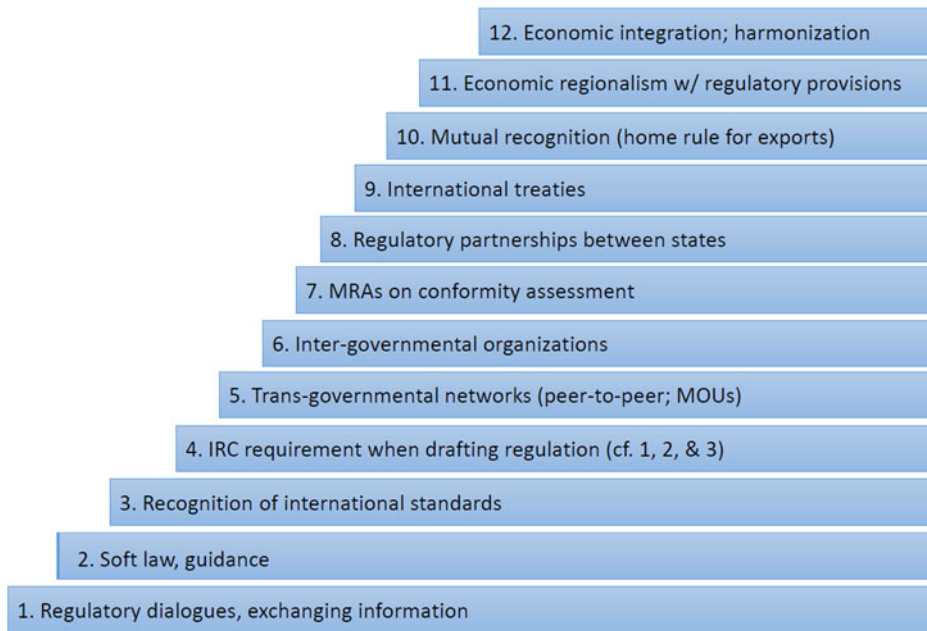 12. Economic integration; harmonization
11. Economic regionalism w/ regulatory provisions
10. Mutual recognition (home rule for exports)
9. International treaties
8. Regulatory partnerships between states
7. MRAs on conformity assessment
6. Inter-governmental organizations
5. Trans-governmental networks (peer-to-peer; MOUs)
4. IRC requirement when drafting regulation (cf. 1, 2, & 3)
3. Recognition of international standards
2. Soft law, guidance
1. Regulatory dialogues, exchanging information